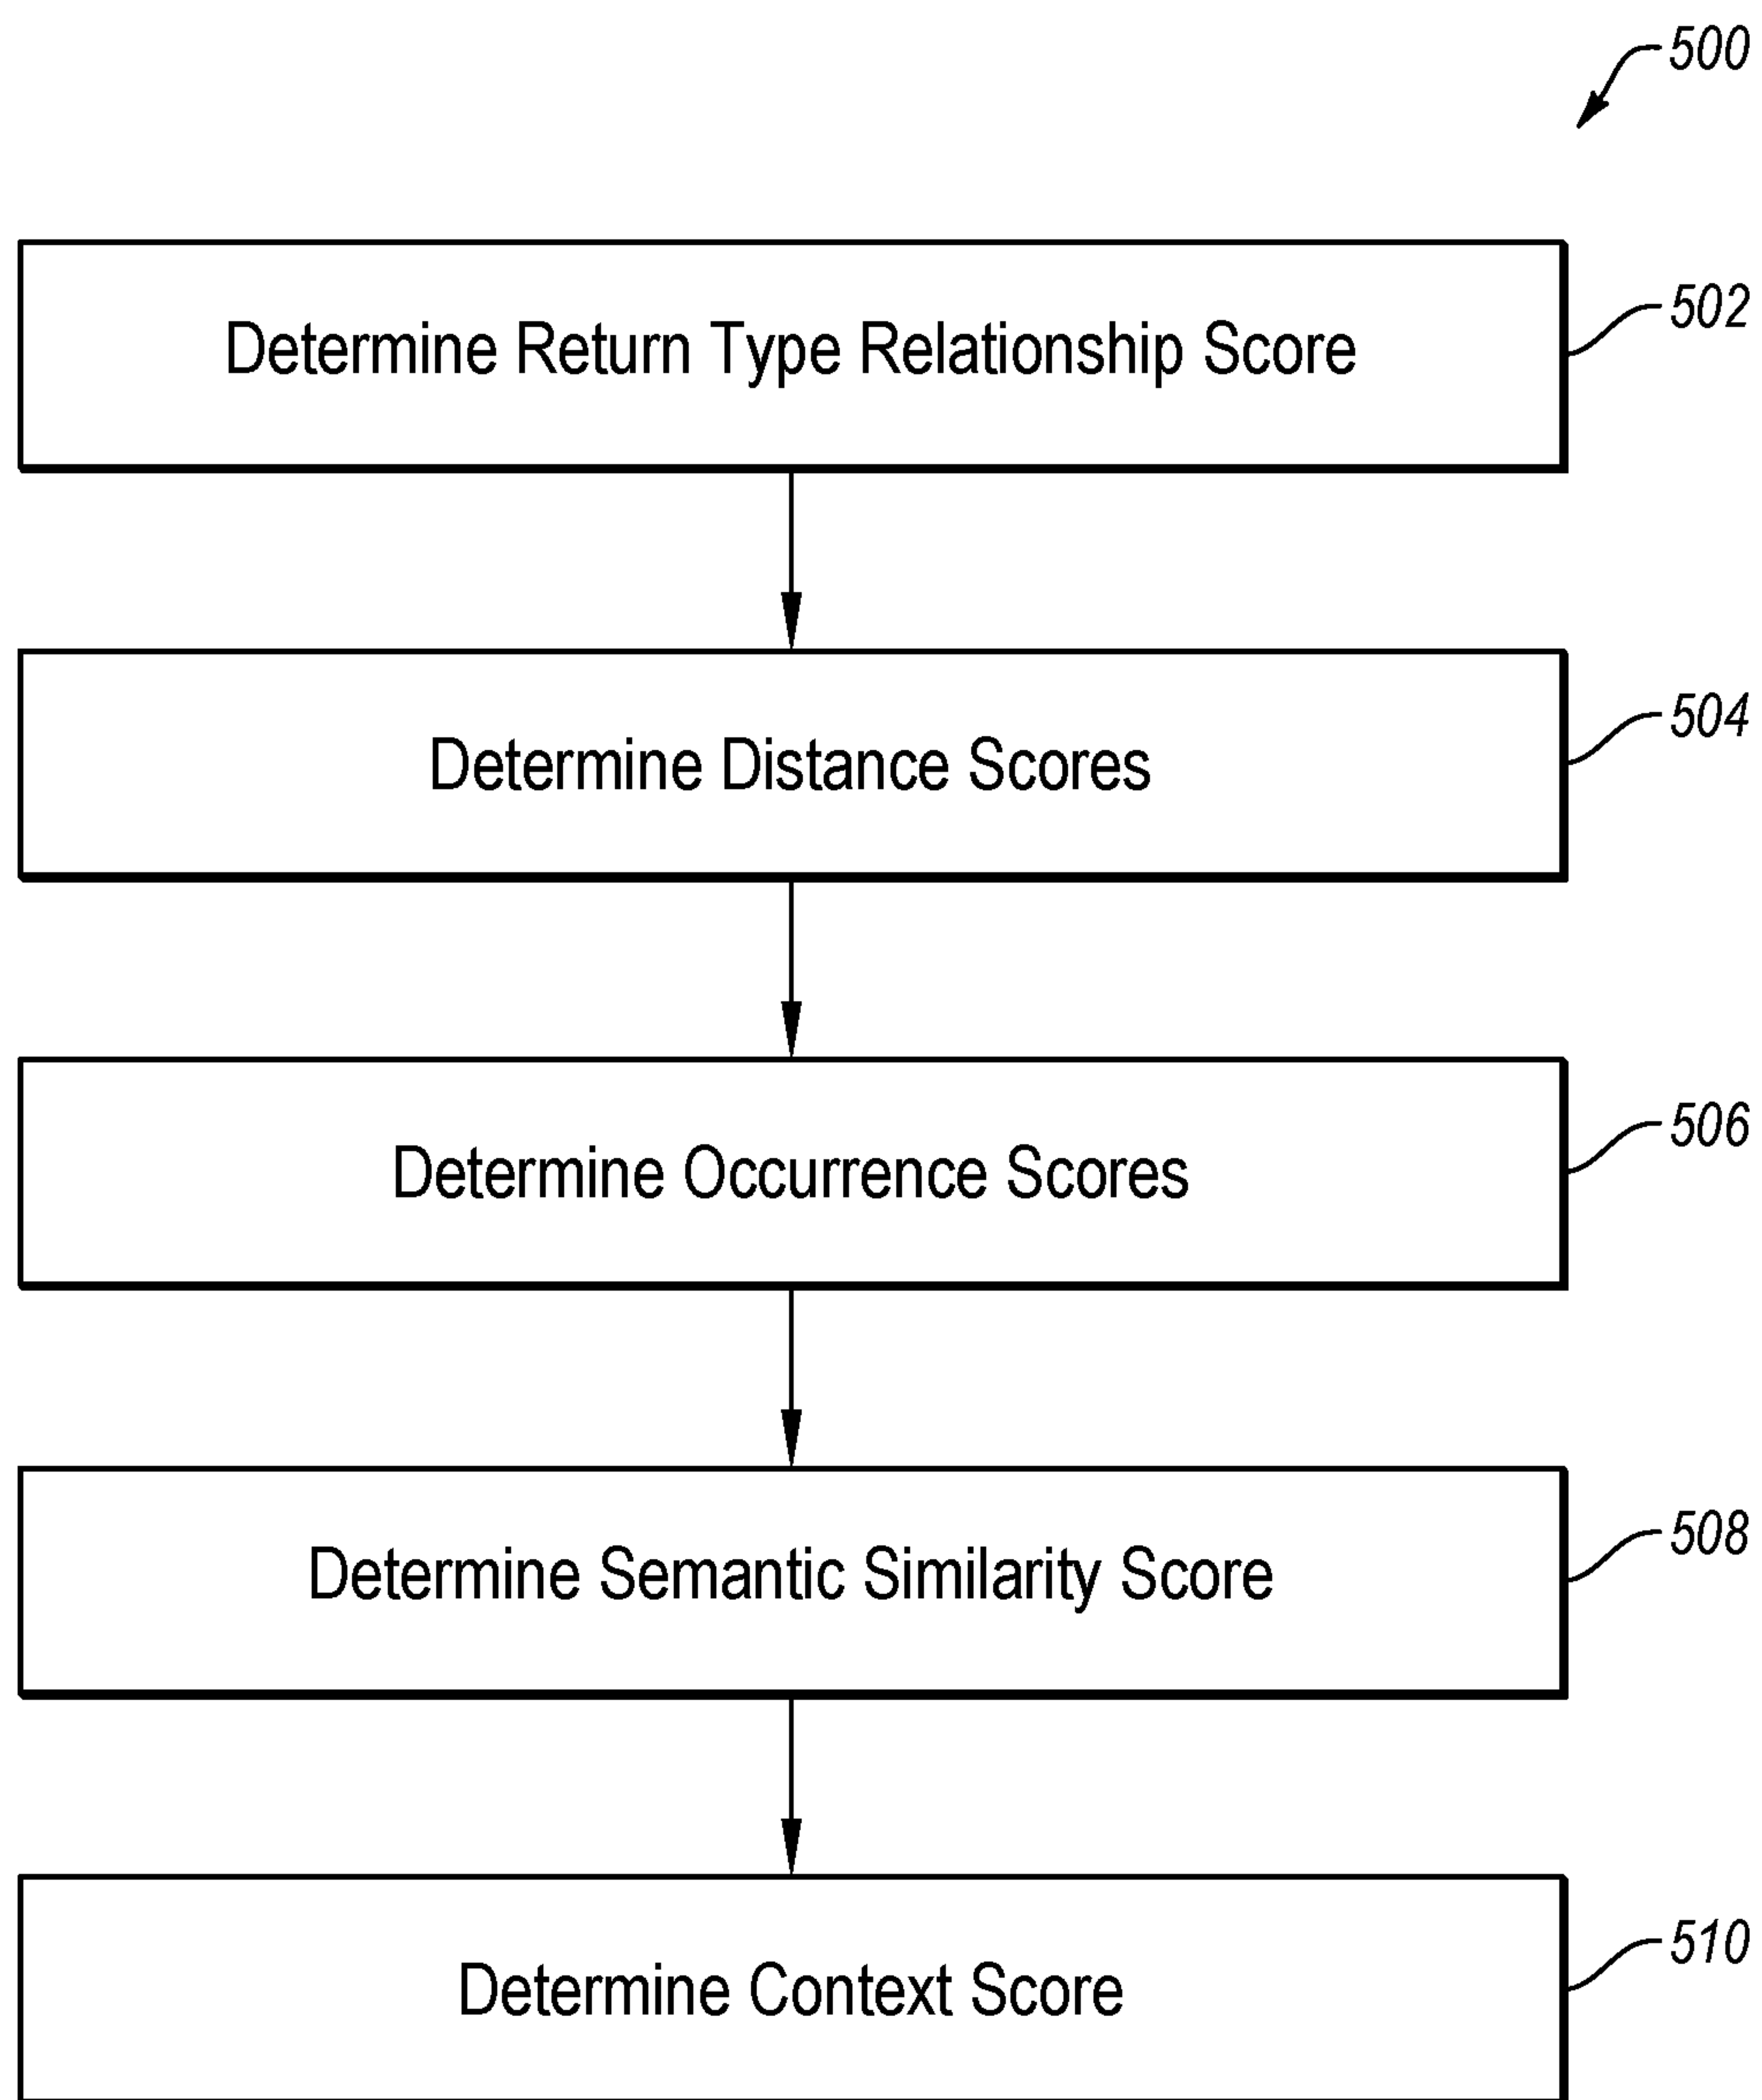 500
Determine Return Type Relationship Score
502
Determine Distance Scores
504
Determine Occurrence Scores
506
Determine Semantic Similarity Score
508
Determine Context Score
510